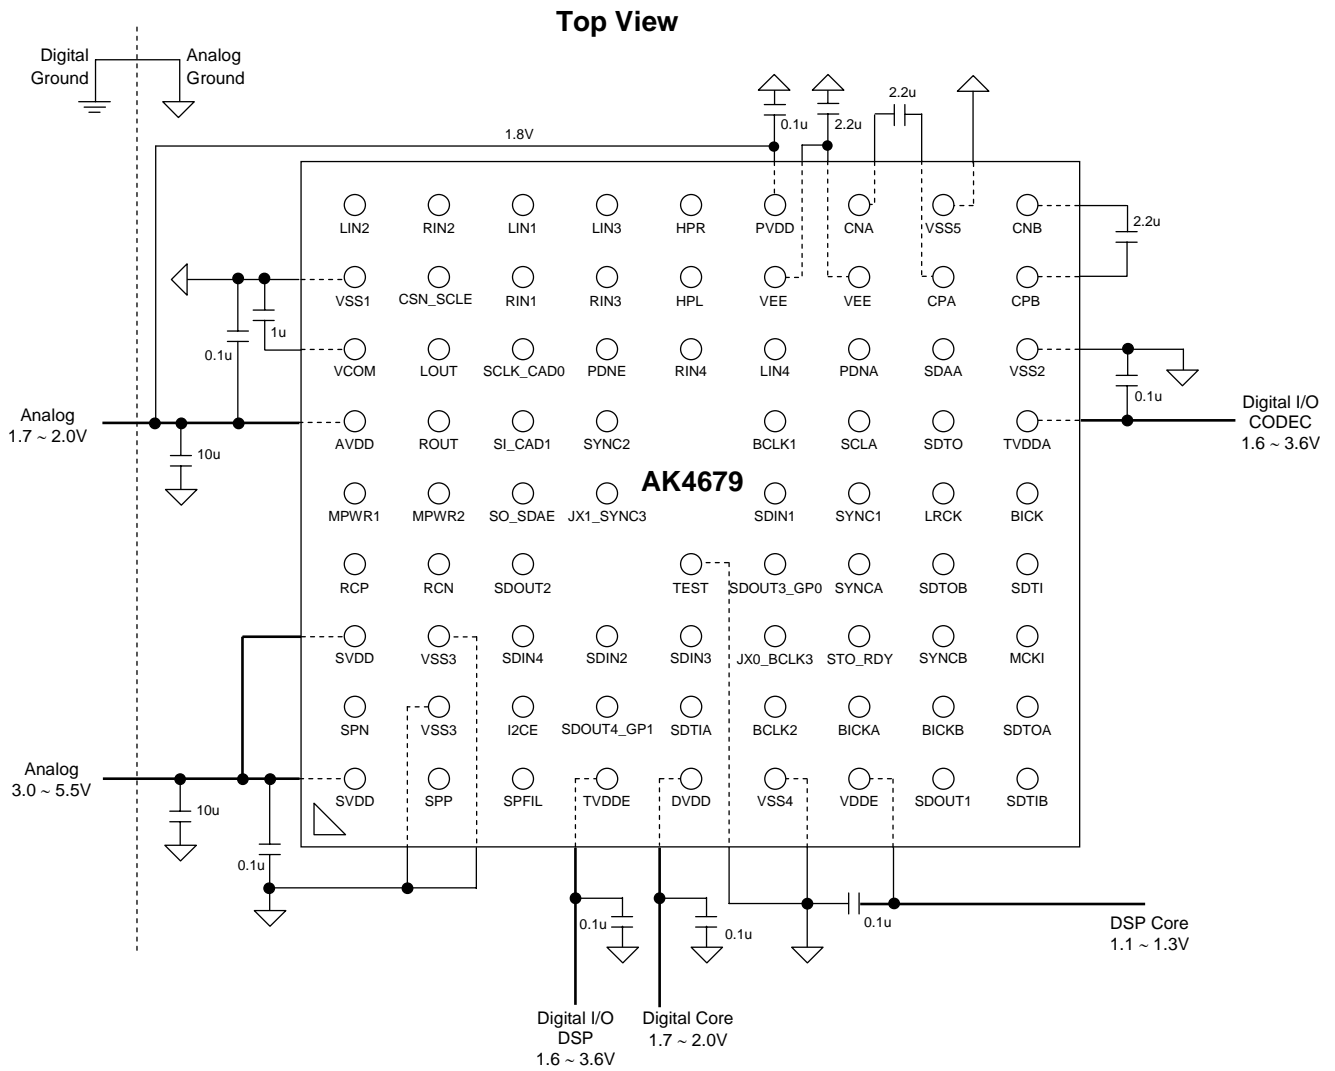 Top View
Digital
Ground
Analog
Ground
2.2u
0.1u
2.2u
1.8V
LIN2 RIN2 LIN1 LIN3 HPR PVDD CNA VSS5 CNB
2.2u
VSS1 CSN_SCLE RIN1 RIN3 HPL VEE VEE CPA CPB
1u
0.1u
VCOM LOUT SCLK_CAD0 PDNE RIN4 LIN4 PDNA SDAA VSS2
0.1u
Analog
1.7 ~ 2.0V
Digital I/O
CODEC
1.6 ~ 3.6V
10u
AVDD ROUT SI_CAD1 SYNC2 BCLK1 SCLA SDTO TVDDA
AK4679
MPWR1 MPWR2 SO_SDAE JX1_SYNC3 SDIN1 SYNC1 LRCK BICK
RCP RCN SDOUT2 TEST SDOUT3_GP0 SYNCA SDTOB SDTI
SVDD VSS3 SDIN4 SDIN2 SDIN3 JX0_BCLK3 STO_RDY SYNCB MCKI
SPN VSS3 I2CE SDOUT4_GP1 SDTIA BCLK2 BICKA BICKB SDTOA
Analog
3.0 ~ 5.5V
SVDD SPP SPFIL TVDDE DVDD VSS4 VDDE SDOUT1 SDTIB
10u
0.1u
0.1u
0.1u
0.1u
DSP Core
1.1 ~ 1.3V
Digital I/O
DSP
1.6 ~ 3.6V
Digital Core
1.7 ~ 2.0V